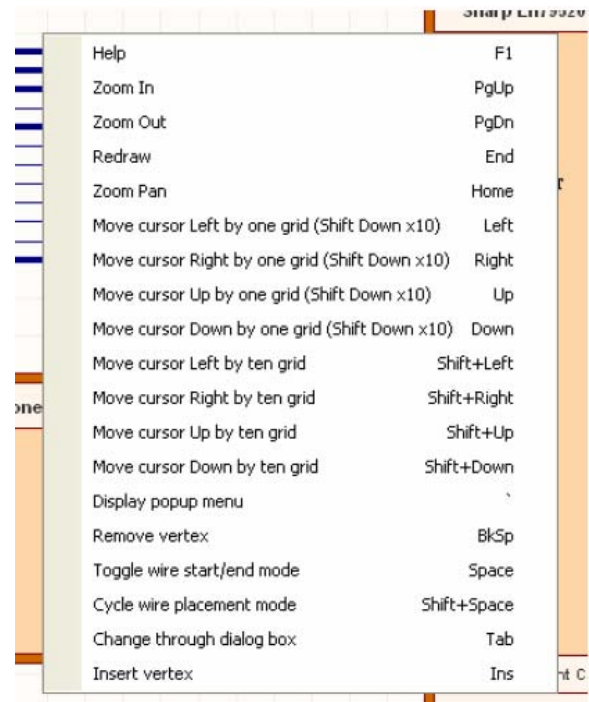 Help F1
Zoom In PgUp
Zoom Out PgDn
Redraw End
Zoom Pan Home
Move cursor Left by one grid (Shift Down x10) Left
Move cursor Right by one grid (Shift Down x10) Right
Move cursor Up by one grid (Shift Down x10) Up
Move cursor Down by one grid (Shift Down x10) Down
Move cursor Left by ten grid Shift+Left
Move cursor Right by ten grid Shift+Right
Move cursor Up by ten grid Shift+Up
Move cursor Down by ten grid Shift+Down
Display popup menu `
Remove vertex BkSp
Toggle wire start/end mode Space
Cycle wire placement mode Shift+Space
Change through dialog box Tab
Insert vertex Ins